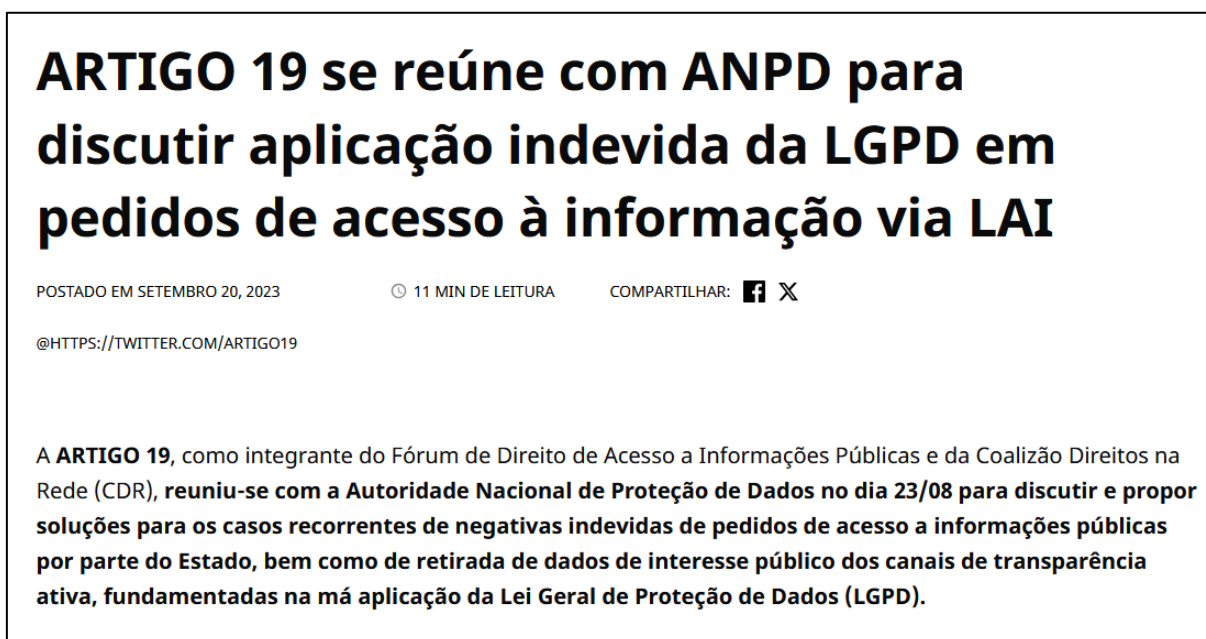 ARTIGO 19 se reúne com ANPD para
discutir aplicação indevida da LGPD em
pedidos de acesso à informação via LAI
POSTADO EM SETEMBRO 20, 2023 11 MIN DE LEITURA COMPARTILHAR:
@HTTPS://TWITTER.COM/ARTIGO19
A ARTIGO 19, como integrante do Fórum de Direito de Acesso a Informações Públicas e da Coalizão Direitos na
Rede (CDR), reuniu-se com a Autoridade Nacional de Proteção de Dados no dia 23/08 para discutir e propor
soluções para os casos recorrentes de negativas indevidas de pedidos de acesso a informações públicas
por parte do Estado, bem como de retirada de dados de interesse público dos canais de transparência
ativa, fundamentadas na má aplicação da Lei Geral de Proteção de Dados (LGPD).